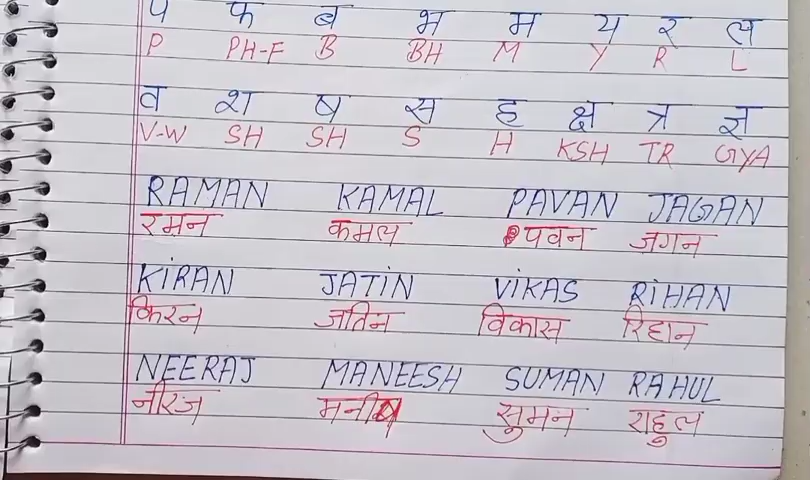 प फ ब भ म य र ल
P PH-F B BH M Y R L
व श ष स ह क्ष त्र ज्ञ
V-W SH SH S H KSH TR GYA
RAMAN KAMAL PAVAN JAGAN
रमन कमल पवन जगन
KIRAN JATIN VIKAS RIHAN
किरन जतिन विकास रिहान
NEERAJ MANEESH SUMAN RAHUL
नीरज मनीष सुमन राहुल